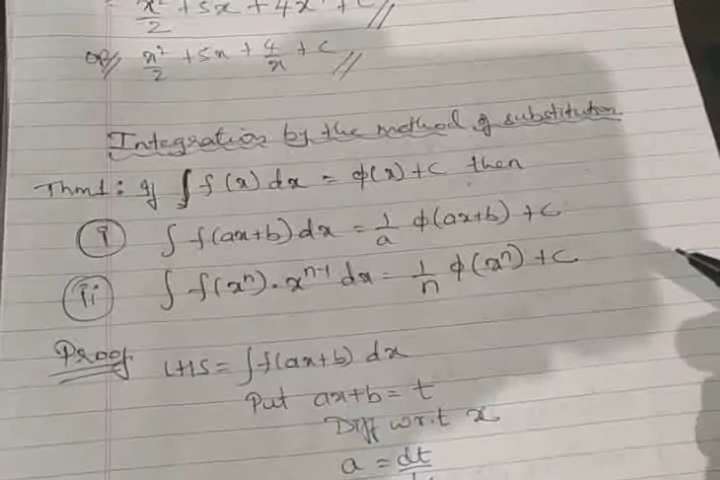 = x²/2 + 5x + 4x + c //
OR// x²/2 + 5x + 4/x + c //
Integration by the method of substitution
Thm1: If ∫ f(x) dx = ϕ(x) + c then
(i) ∫ f(ax+b) dx = 1/a ϕ(ax+b) + c
(ii) ∫ f(xⁿ) · xⁿ⁻¹ dx = 1/n ϕ(xⁿ) + c
Proof LHS = ∫ f(ax+b) dx
Put ax+b = t
Diff w.r.t x
a = dt